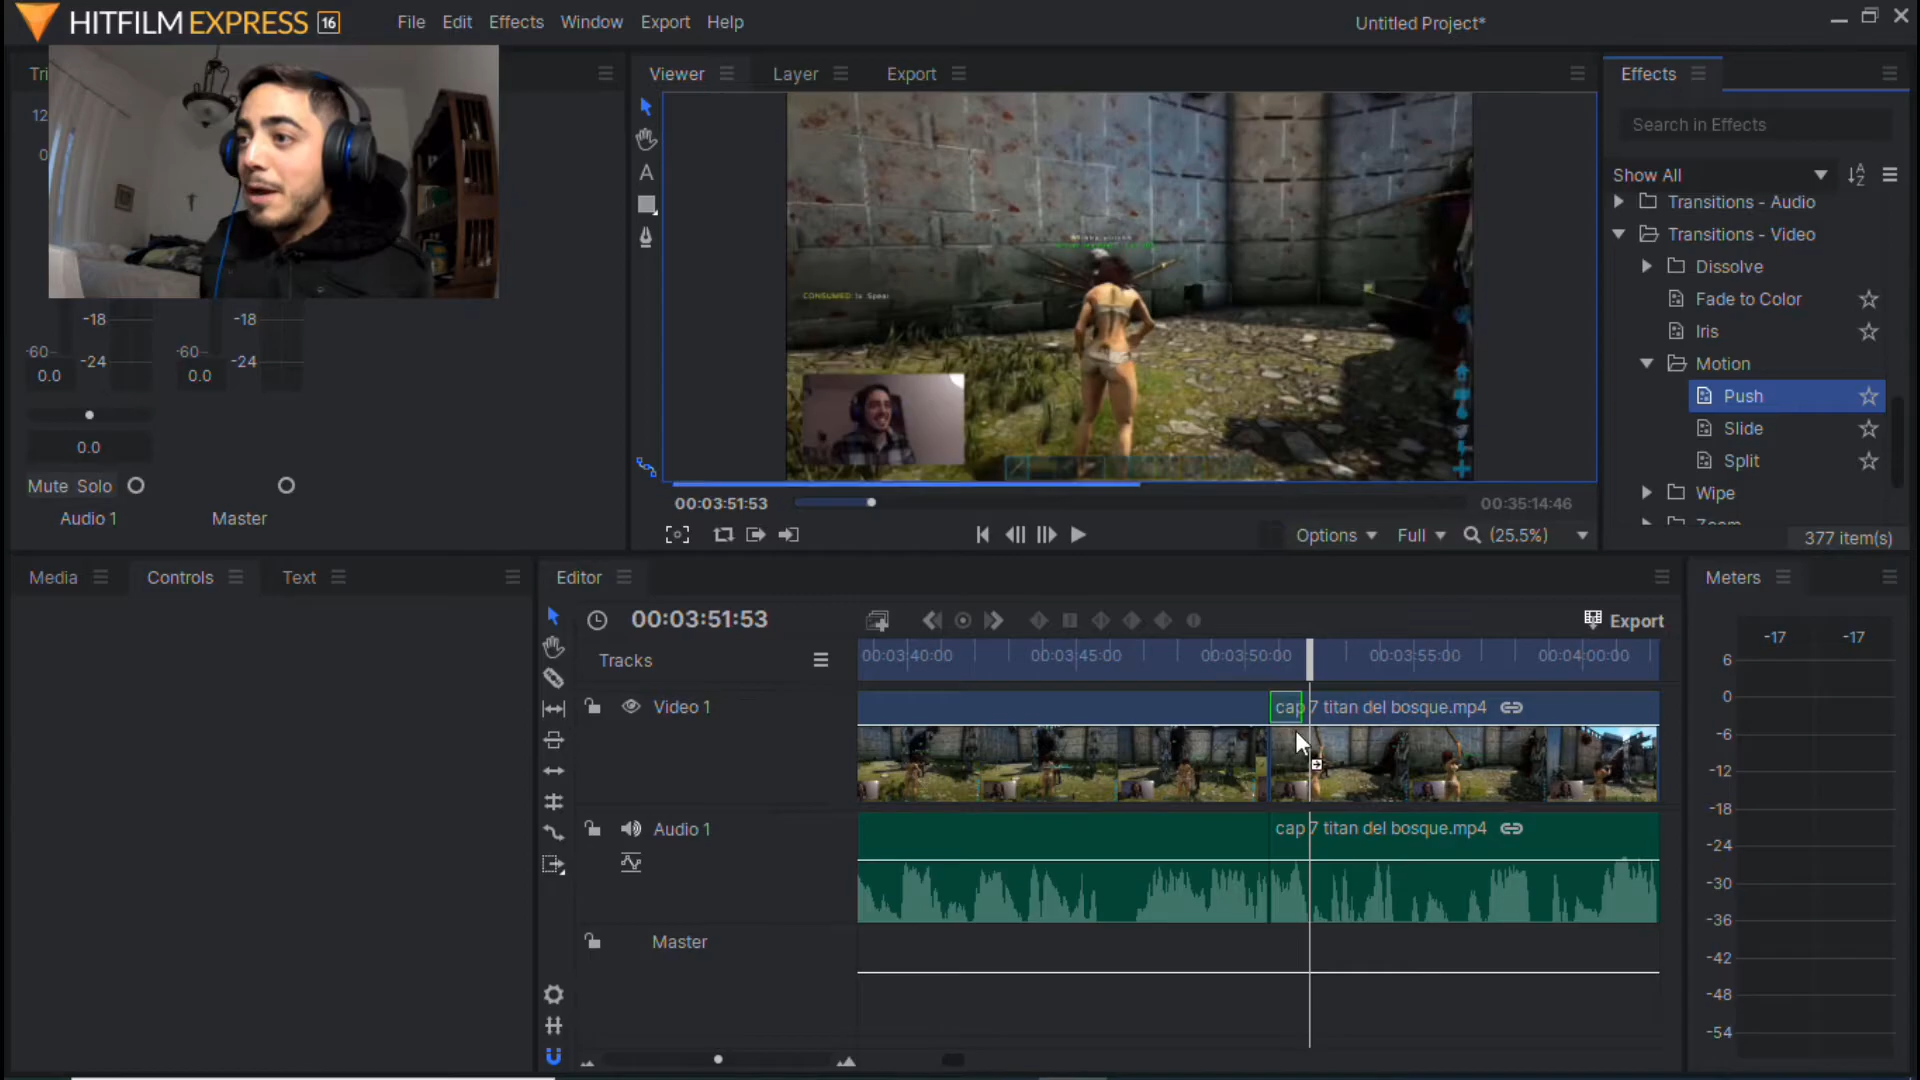 HITFILM EXPRESS 16
File Edit Effects Window Export Help
Untitled Project*
Tri
Viewer
Layer
Export
Effects
Search in Effects
Show All
Transitions - Audio
Transitions - Video
Dissolve
Fade to Color
Iris
Motion
Push
Slide
Split
Wipe
377 item(s)
12
0
-18
-18
-60
-24
-60
-24
0.0
0.0
0.0
Mute Solo
Audio 1
Master
CONSUMED: 1x Spear
00:03:51:53
00:35:14:46
Options
Full
(25.5%)
Media
Controls
Text
Editor
Meters
00:03:51:53
Export
Tracks
00:03:40:00
00:03:45:00
00:03:50:00
00:03:55:00
00:04:00:00
Video 1
cap 7 titan del bosque.mp4
Audio 1
cap 7 titan del bosque.mp4
Master
-17 -17
6
0
-6
-12
-18
-24
-30
-36
-42
-48
-54